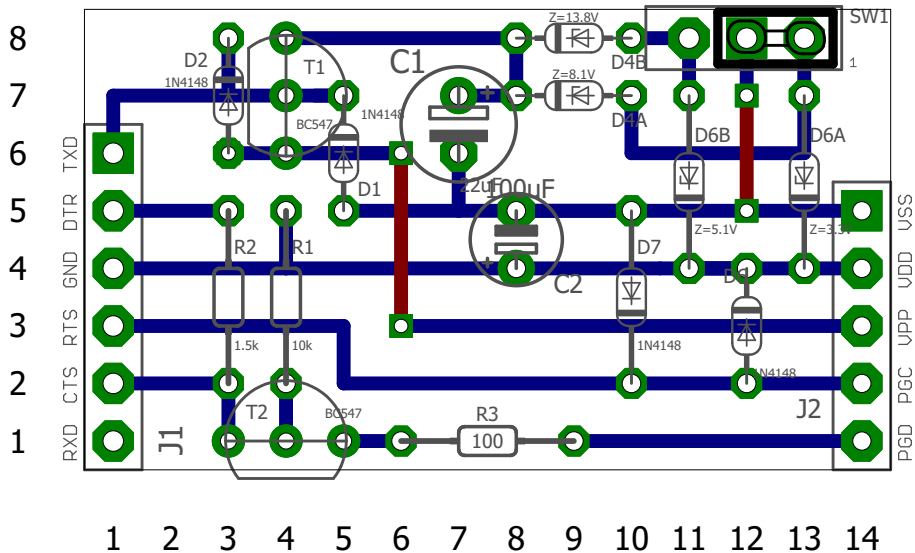 8
7
6
5
4
3
2
1
Z=13.8V
SW1
D2
T1
C1
D4B
Z=8.1V
1
1N4148
1N4148
+
D4A
BC547
D6B
D6A
TXD
22uF
100uF
D1
DTR
VSS
R2
R1
D7
Z=5.1V
Z=3.3V
GND
+
C2
VDD
RTS
1.5k
10k
1N4148
VPP
1N4148
CTS
PGC
T2
BC547
R3
J2
RXD
J1
100
PGD
1 2 3 4 5 6 7 8 9 10 11 12 13 14